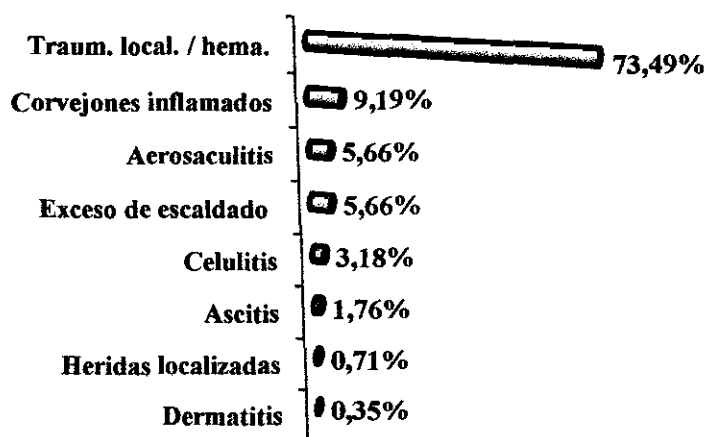 Traum. local. / hema. 73,49%
Corvejones inflamados 9,19%
Aerosaculitis 5,66%
Exceso de escaldado 5,66%
Celulitis 3,18%
Ascitis 1,76%
Heridas localizadas 0,71%
Dermatitis 0,35%